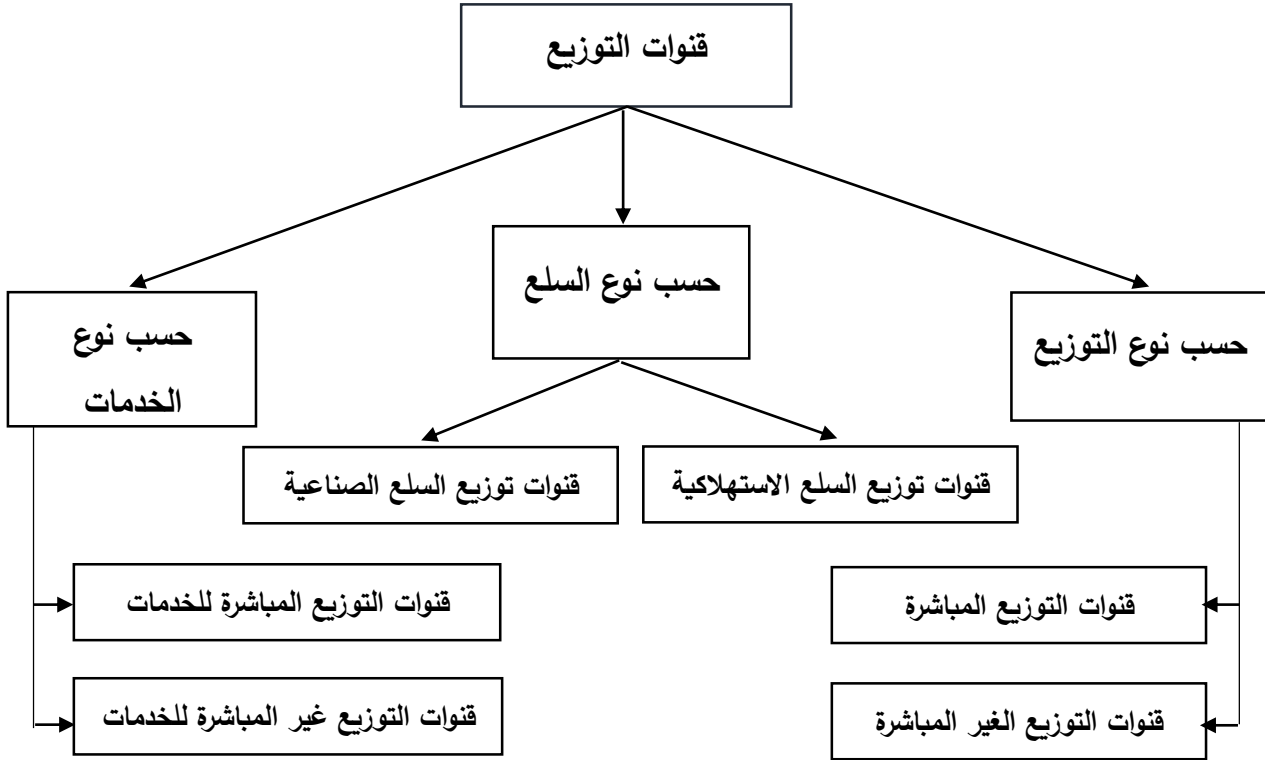 قنوات التوزيع
حسب نوع التوزيع
حسب نوع السلع
حسب نوع
الخدمات
قنوات توزيع السلع الاستهلاكية
قنوات توزيع السلع الصناعية
قنوات التوزيع المباشرة
قنوات التوزيع المباشرة للخدمات
قنوات التوزيع الغير المباشرة
قنوات التوزيع غير المباشرة للخدمات